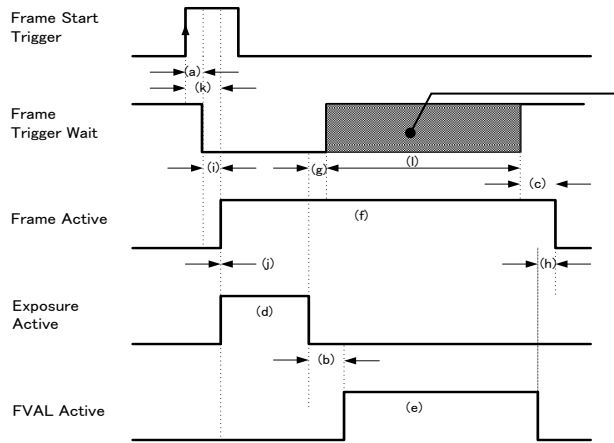 Frame Start
Trigger
(a)
(k)
Frame
Trigger Wait
(i)
(g)
(l)
(c)
Frame Active
(f)
(j)
(h)
Exposure
Active
(d)
(b)
FVAL Active
(e)